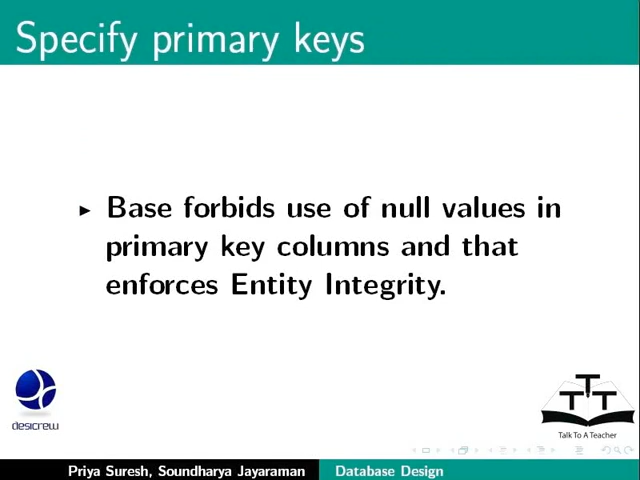 Specify primary keys
Base forbids use of null values in
primary key columns and that
enforces Entity Integrity.
desicrew
TTT
Talk To A Teacher
Priya Suresh, Soundharya Jayaraman Database Design